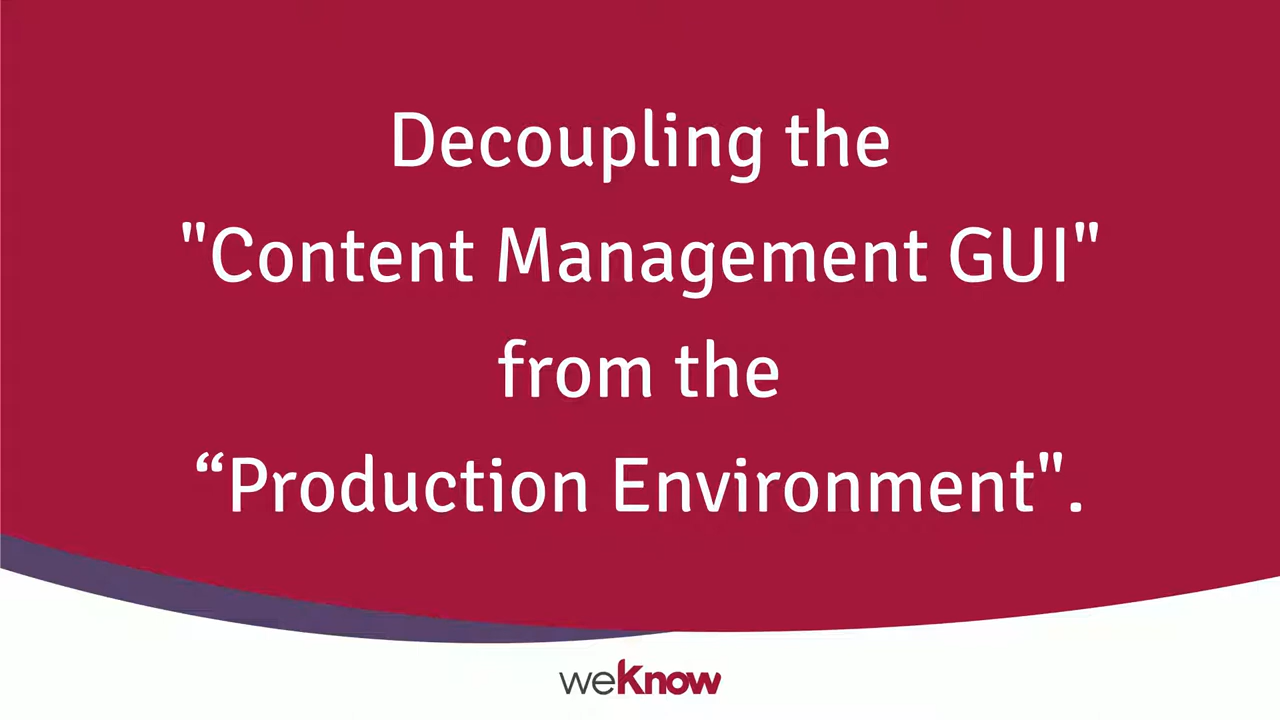 Decoupling the
"Content Management GUI"
from the
“Production Environment".
weKnow